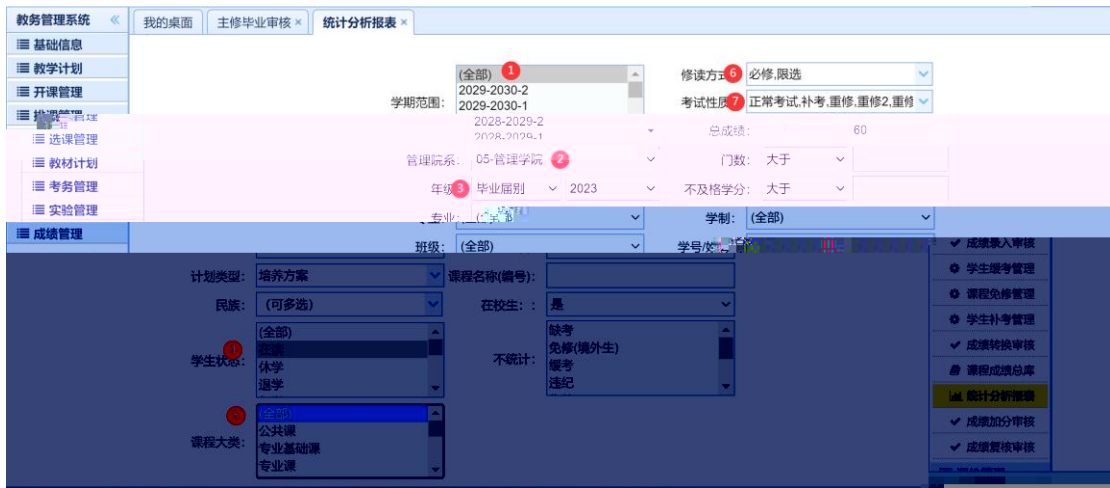 教务管理系统 《 我的桌面 主修毕业审核 × 统计分析报表 ×
基础信息
教学计划
开课管理
选课管理
教材计划
考务管理
实验管理
成绩管理
学期范围: (全部) 1
2029-2030-2
2029-2030-1
2028-2029-2
2028-2029-1
修读方式 6 必修,限选
考试性质 7 正常考试,补考,重修,重修2,重修
总成绩: 60
管理院系: 05-管理学院 2 门数: 大于
年级 3 毕业届别 2023 不及格学分: 大于
专业: 学制: (全部)
班级: (全部) 学号/
计划类型: 培养方案 课程名称(编号):
民族: (可多选) 在校生: : 是
学生状态: 4
(全部)
在读
休学
退学
不统计:
缺考
免修(境外生)
缓考
违纪
课程大类:
(全部)
公共课
专业基础课
专业课
成绩录入审核
学生缓考管理
课程免修管理
学生补考管理
成绩转换审核
课程成绩总库
统计分析报表
成绩加分审核
成绩复核审核